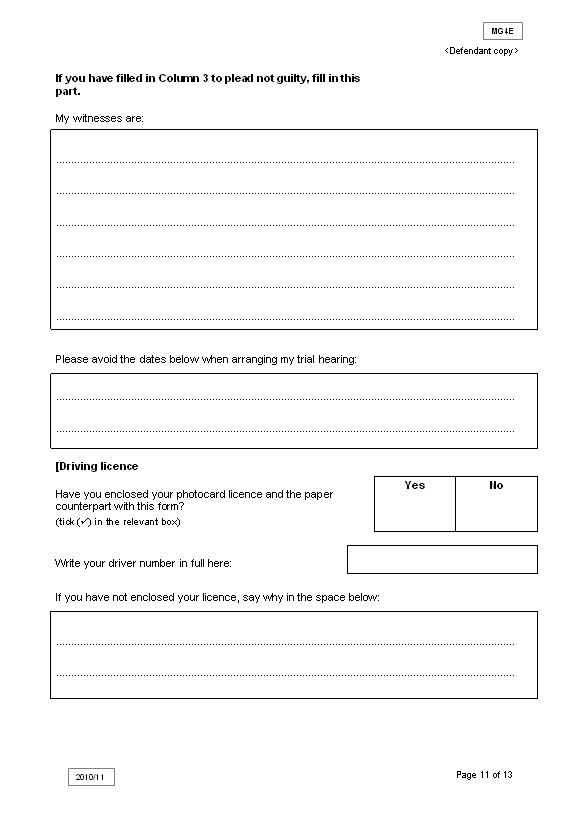 MG4E
<Defendant copy>
If you have filled in Column 3 to plead not guilty, fill in this
part.
My witnesses are:
Please avoid the dates below when arranging my trial hearing:
[Driving licence
Have you enclosed your photocard licence and the paper
counterpart with this form?
(tick (✓) in the relevant box)
Yes
No
Write your driver number in full here:
If you have not enclosed your licence, say why in the space below:
2010/11
Page 11 of 13